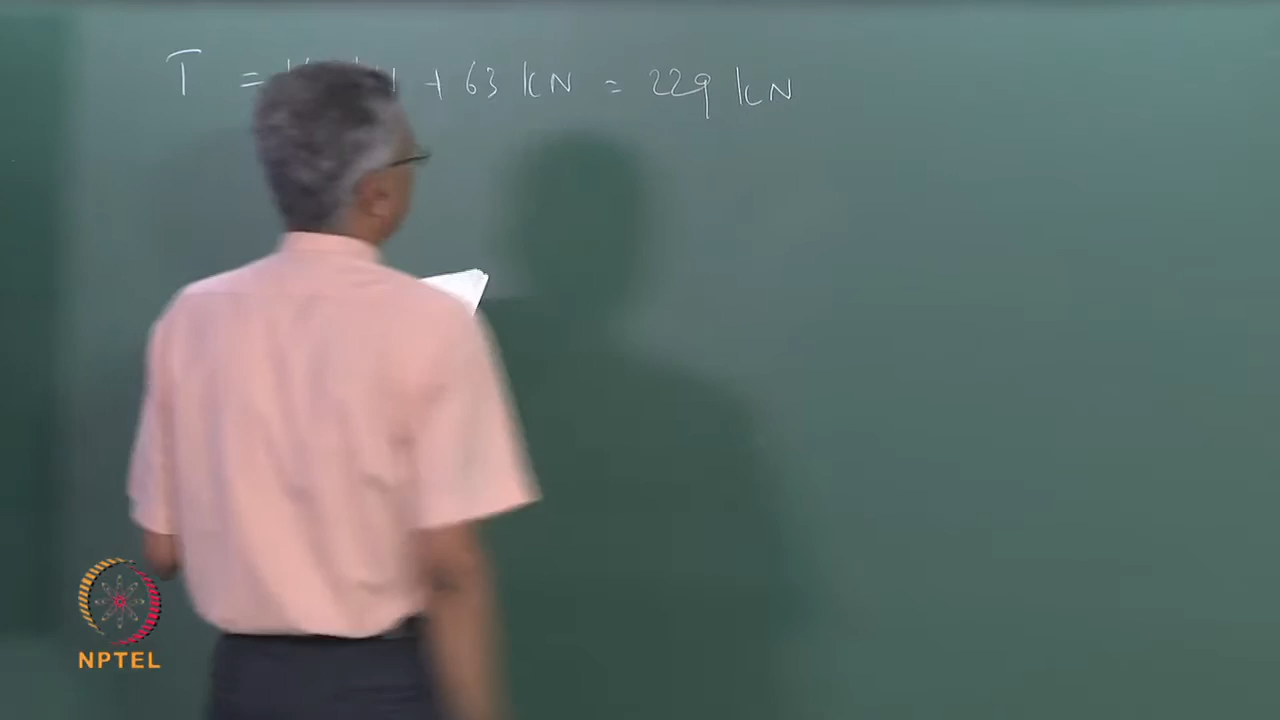 T = + 63 kN = 229 kN
NPTEL